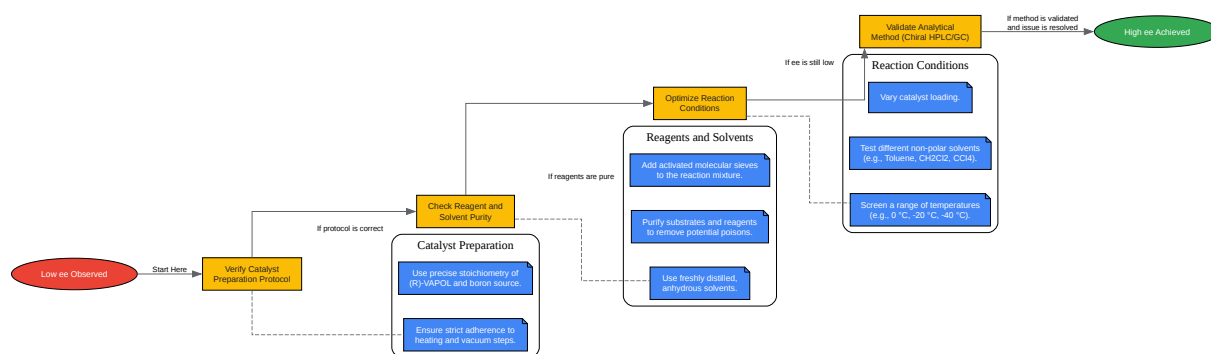 Low ee Observed
Start Here
Verify Catalyst
Preparation Protocol
If protocol is correct
Catalyst Preparation
Use precise stoichiometry of
(R)-VAPOL and boron source.
Ensure strict adherence to
heating and vacuum steps.
Check Reagent and
Solvent Purity
If reagents are pure
Reagents and Solvents
Add activated molecular sieves
to the reaction mixture.
Purify substrates and reagents
to remove potential poisons.
Use freshly distilled,
anhydrous solvents.
Optimize Reaction
Conditions
If ee is still low
Reaction Conditions
Vary catalyst loading.
Test different non-polar solvents
(e.g., Toluene, CH2Cl2, CCl4).
Screen a range of temperatures
(e.g., 0 °C, -20 °C, -40 °C).
Validate Analytical
Method (Chiral HPLC/GC)
If method is validated
and issue is resolved
High ee Achieved